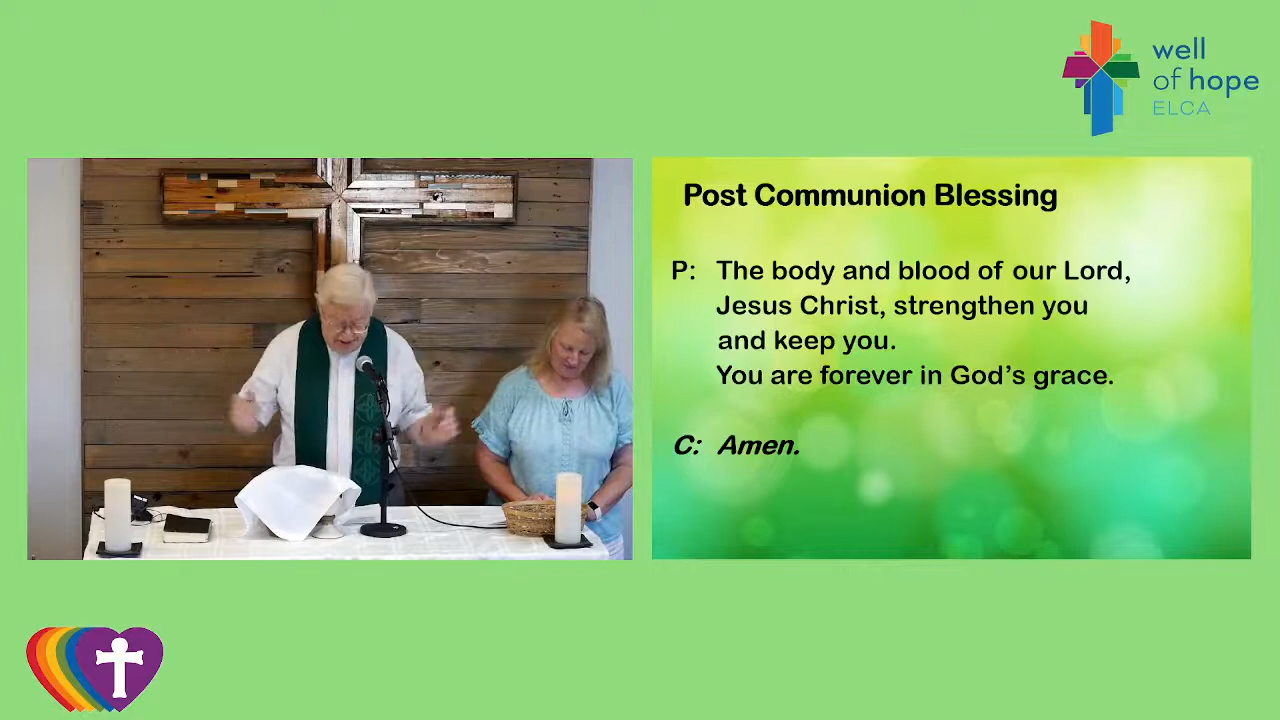 well
of hope
ELCA
Post Communion Blessing
P: The body and blood of our Lord,
Jesus Christ, strengthen you
and keep you.
You are forever in God's grace.
C: Amen.